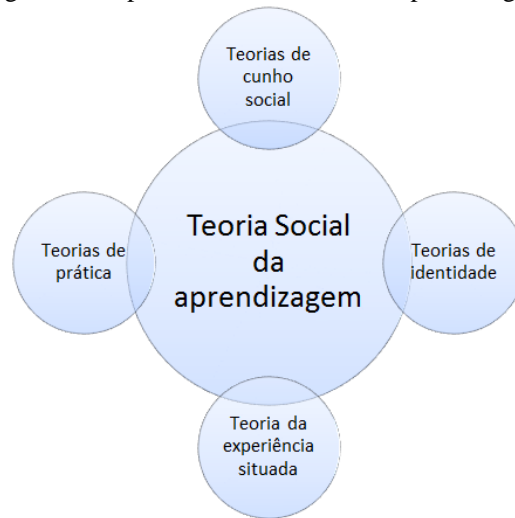 Teorias de
cunho
social
Teoria Social
da
aprendizagem
Teorias de
prática
Teorias de
identidade
Teoria da
experiência
situada